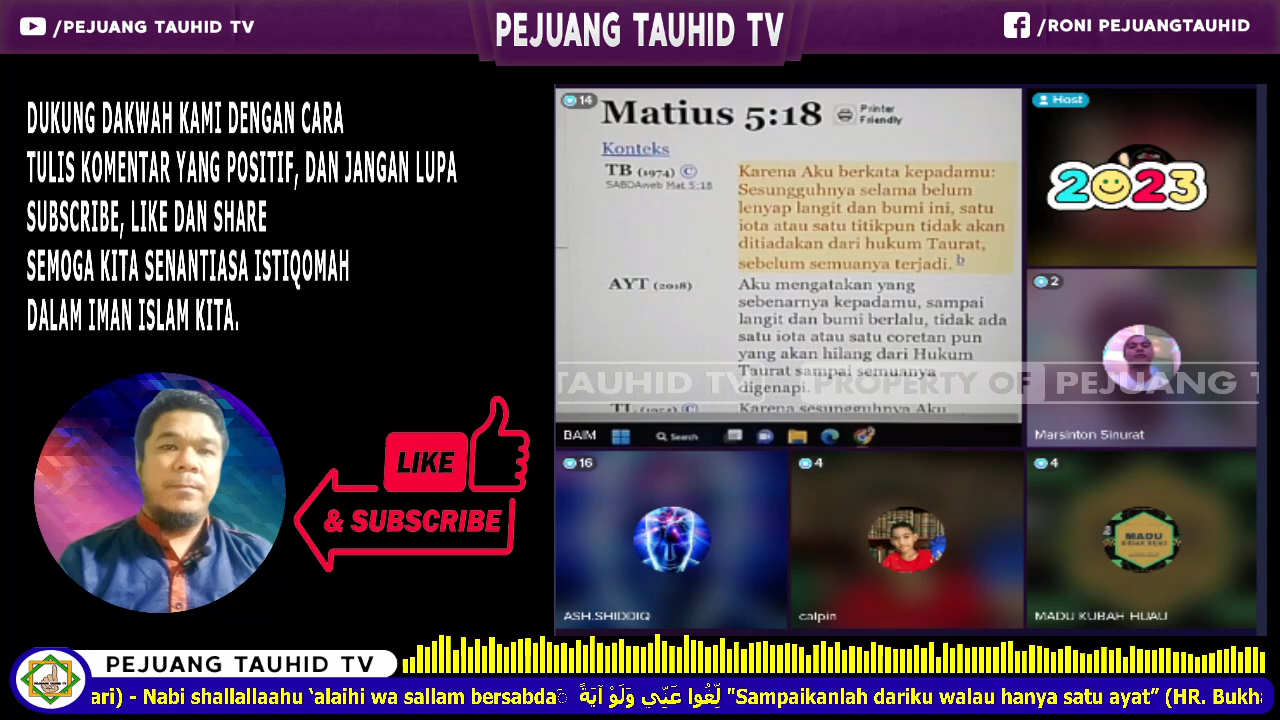 /PEJUANG TAUHID TV
PEJUANG TAUHID TV
/RONI PEJUANGTAUHID
DUKUNG DAKWAH KAMI DENGAN CARA
TULIS KOMENTAR YANG POSITIF, DAN JANGAN LUPA
SUBSCRIBE, LIKE DAN SHARE
SEMOGA KITA SENANTIASA ISTIQOMAH
DALAM IMAN ISLAM KITA.
LIKE
& SUBSCRIBE
14
Matius 5:18
Printer
Friendly
Konteks
TB (1974) ©
SABDAweb Mat 5:18
Karena Aku berkata kepadamu:
Sesungguhnya selama belum
lenyap langit dan bumi ini, satu
iota atau satu titikpun tidak akan
ditiadakan dari hukum Taurat,
sebelum semuanya terjadi. b
AYT (2018)
Aku mengatakan yang
sebenarnya kepadamu, sampai
langit dan bumi berlalu, tidak ada
satu iota atau satu coretan pun
yang akan hilang dari Hukum
Taurat sampai semuanya
digenapi.
Karena sesungguhnya Aku
TAUHID TV PROPERTY OF PEJUANG T
BAIM
Search
Host
2023
2
Marsinton Sinurat
16
ASH.SHIDDIQ
4
calpin
4
MADU
MADU KUBAH HIJAU
PEJUANG TAUHID TV
ari) - Nabi shallallaahu ‘alaihi wa sallam bersabda لِّغُوا عَنِّي وَلَوْ آيَةً "Sampaikanlah dariku walau hanya satu ayat” (HR. Bukha